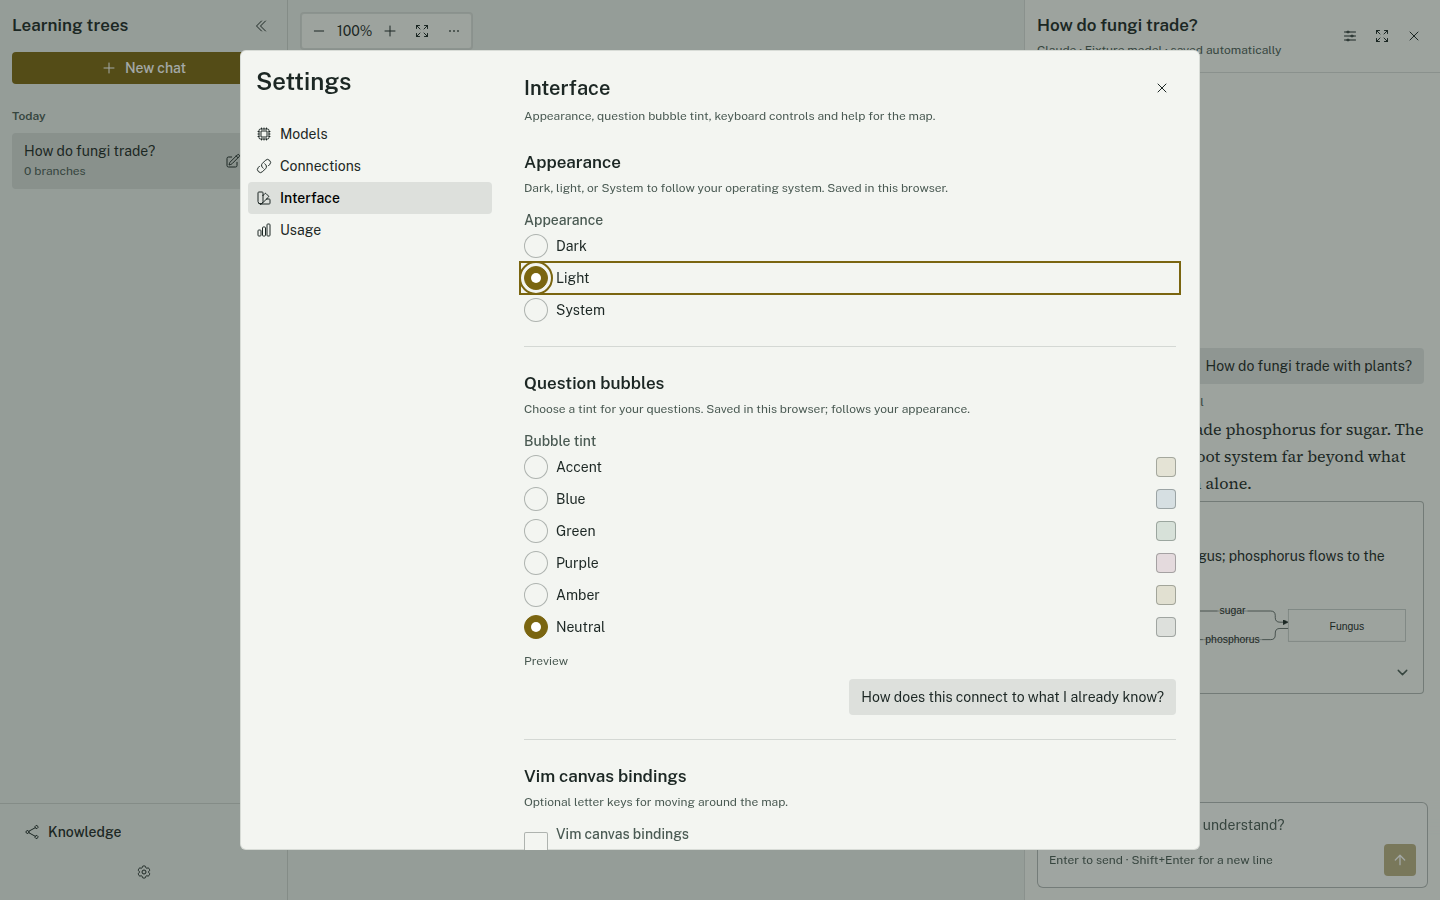 Learning trees
New chat
Today
How do fungi trade?
0 branches
Knowledge
100%
Settings
Models
Connections
Interface
Usage
Interface
Appearance, question bubble tint, keyboard controls and help for the map.
Appearance
Dark, light, or System to follow your operating system. Saved in this browser.
Appearance
Dark
Light
System
Question bubbles
Choose a tint for your questions. Saved in this browser; follows your appearance.
Bubble tint
Accent
Blue
Green
Purple
Amber
Neutral
Preview
How does this connect to what I already know?
Vim canvas bindings
Optional letter keys for moving around the map.
Vim canvas bindings
How do fungi trade?
Claude · Fixture model · saved automatically
How do fungi trade with plants?
phosphorus for sugar. The
system far beyond what
alone.
phosphorus flows to the
sugar
phosphorus
Fungus
understand?
Enter to send · Shift+Enter for a new line